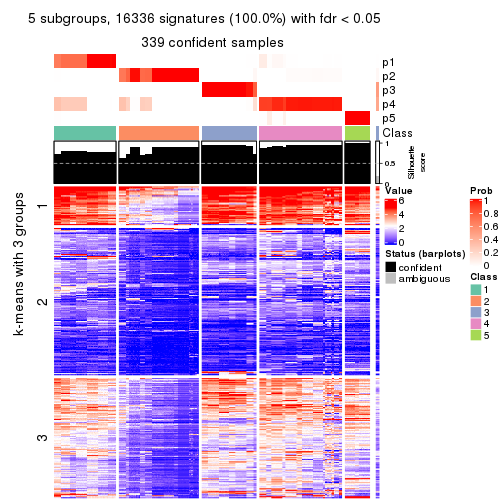 5 subgroups, 16336 signatures (100.0%) with fdr < 0.05
339 confident samples
p1
p2
p3
p4
p5
Class
1
0.5
0
Silhouette
score
k-means with 3 groups
1
2
3
Value
6
4
2
0
Status (barplots)
confident
ambiguous
Prob
1
0.8
0.6
0.4
0.2
0
Class
1
2
3
4
5